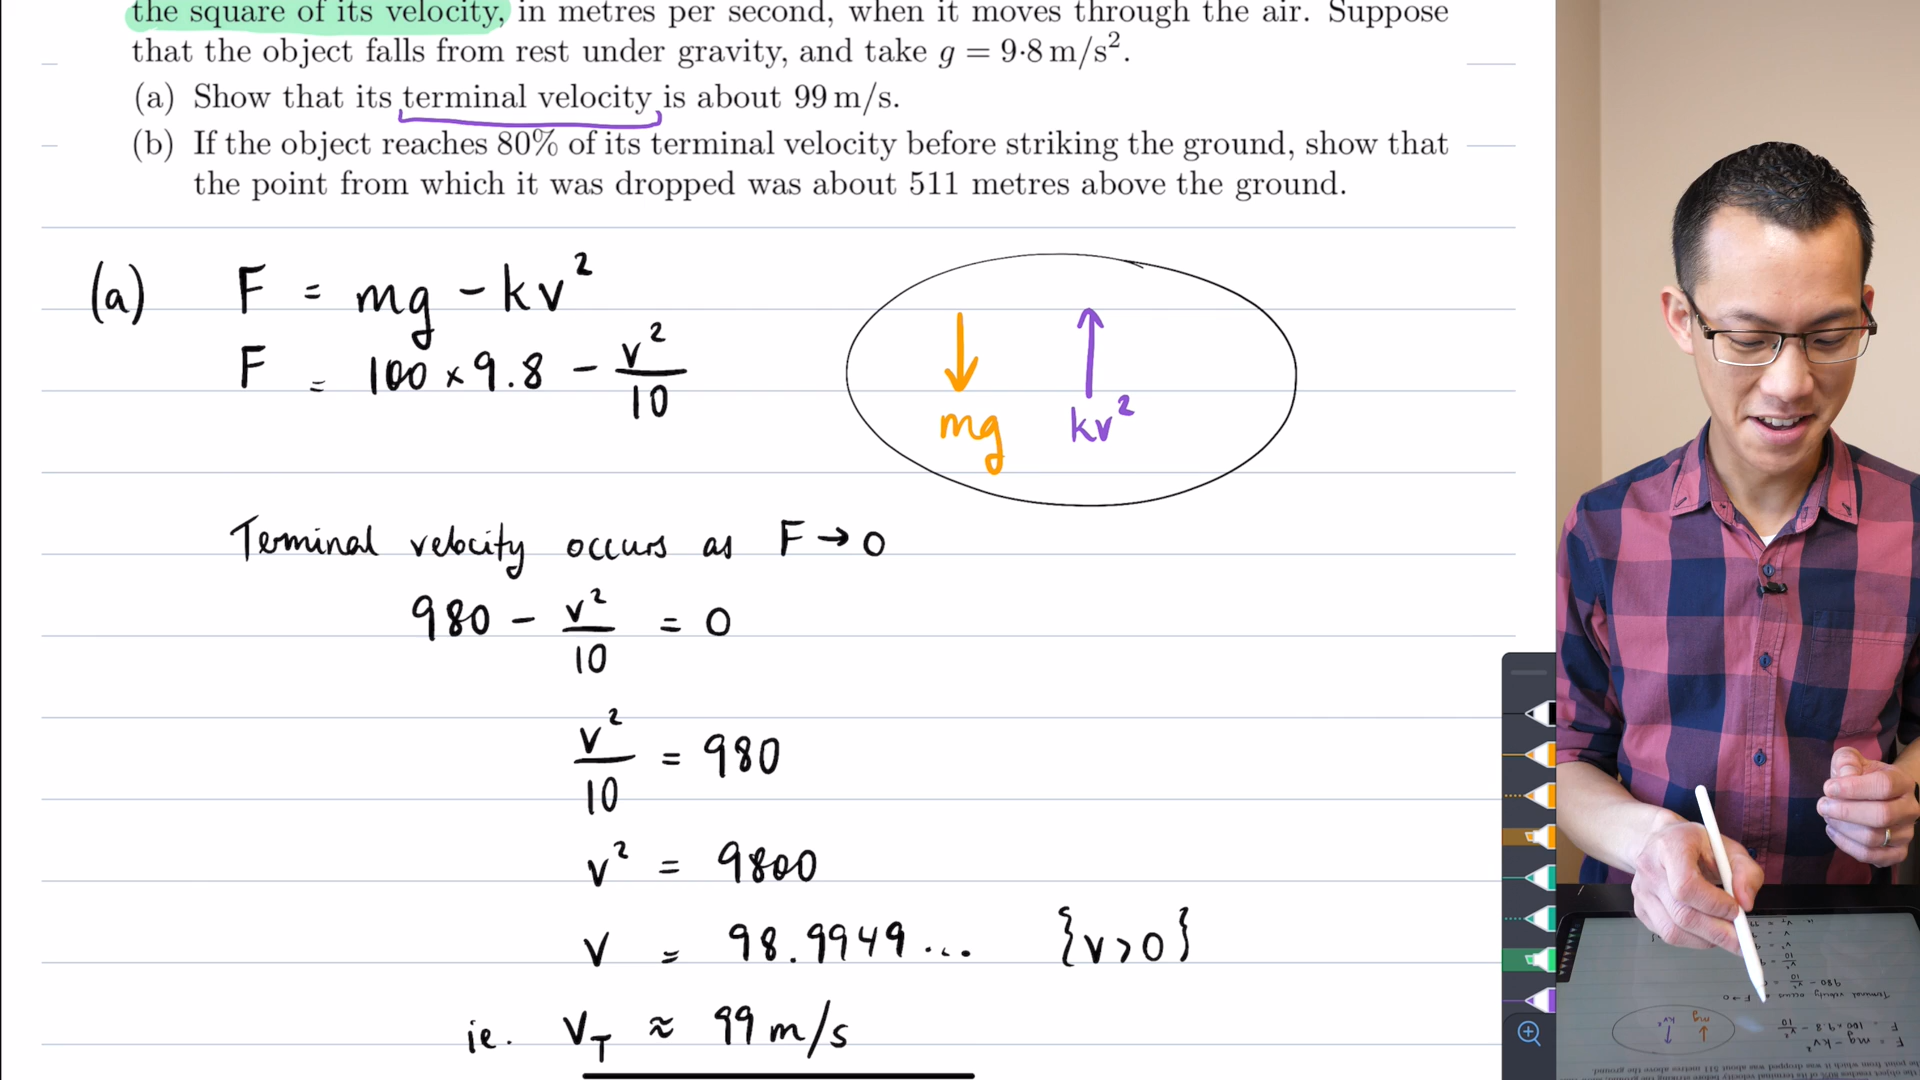 the square of its velocity, in metres per second, when it moves through the air. Suppose
that the object falls from rest under gravity, and take g = 9·8 m/s².
(a) Show that its terminal velocity is about 99 m/s.
(b) If the object reaches 80% of its terminal velocity before striking the ground, show that
the point from which it was dropped was about 511 metres above the ground.
(a) F = mg - kv²
F = 100 × 9.8 - v²/10
mg kv²
Terminal velocity occurs as F → 0
980 - v²/10 = 0
v²/10 = 980
v² = 9800
v = 98.9949... {v>0}
ie. v_T ≈ 99 m/s